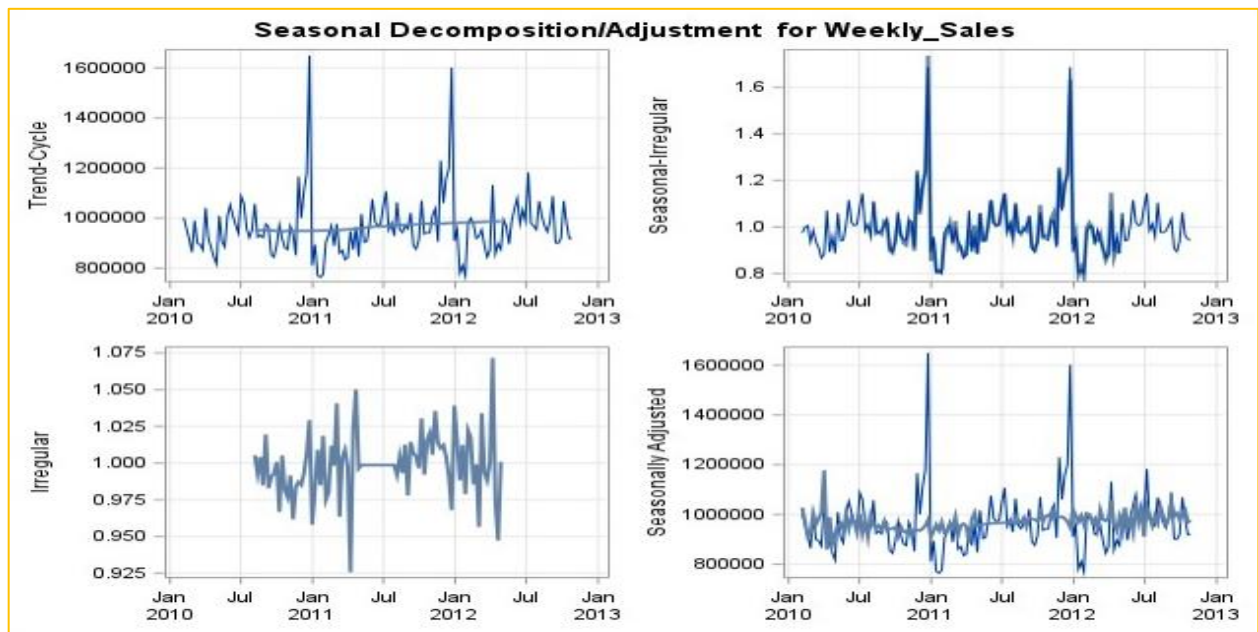 Seasonal Decomposition/Adjustment for Weekly_Sales
Trend-Cycle
1600000
1400000
1200000
1000000
800000
Jan Jul Jan Jul Jan Jul Jan
2010 2011 2012 2013
Seasonal-Irregular
1.6
1.4
1.2
1.0
0.8
Jan Jul Jan Jul Jan Jul Jan
2010 2011 2012 2013
Irregular
1.075
1.050
1.025
1.000
0.975
0.950
0.925
Jan Jul Jan Jul Jan Jul Jan
2010 2011 2012 2013
Seasonally Adjusted
1600000
1400000
1200000
1000000
800000
Jan Jul Jan Jul Jan Jul Jan
2010 2011 2012 2013